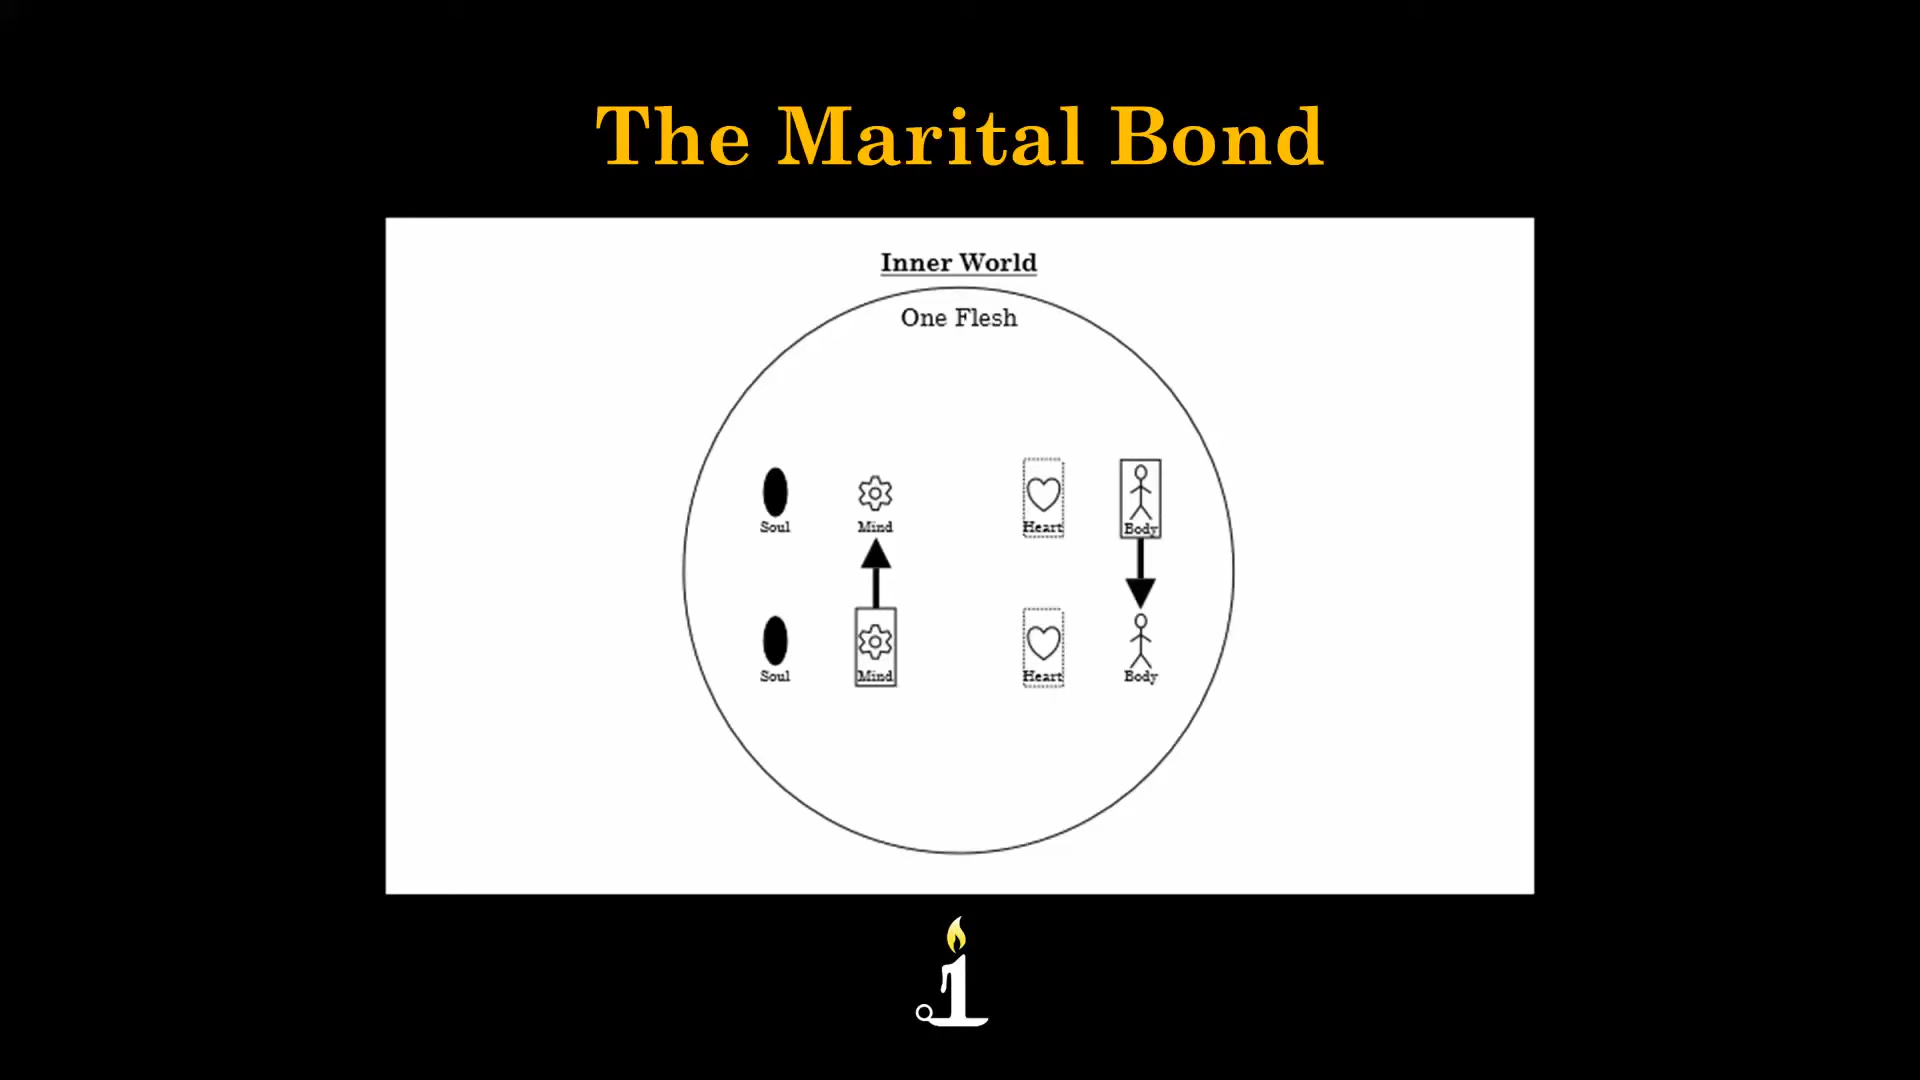 The Marital Bond
Inner World
One Flesh
Soul Mind Heart Body
Soul Mind Heart Body